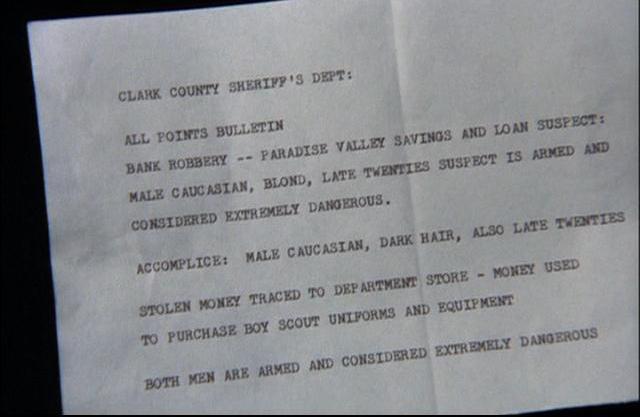 CLARK COUNTY SHERIFF'S DEPT:
ALL POINTS BULLETIN
BANK ROBBERY -- PARADISE VALLEY SAVINGS AND LOAN SUSPECT:
MALE CAUCASIAN, BLOND, LATE TWENTIES SUSPECT IS ARMED AND
CONSIDERED EXTREMELY DANGEROUS.
ACCOMPLICE: MALE CAUCASIAN, DARK HAIR, ALSO LATE TWENTIES
STOLEN MONEY TRACED TO DEPARTMENT STORE - MONEY USED
TO PURCHASE BOY SCOUT UNIFORMS AND EQUIPMENT
BOTH MEN ARE ARMED AND CONSIDERED EXTREMELY DANGEROUS